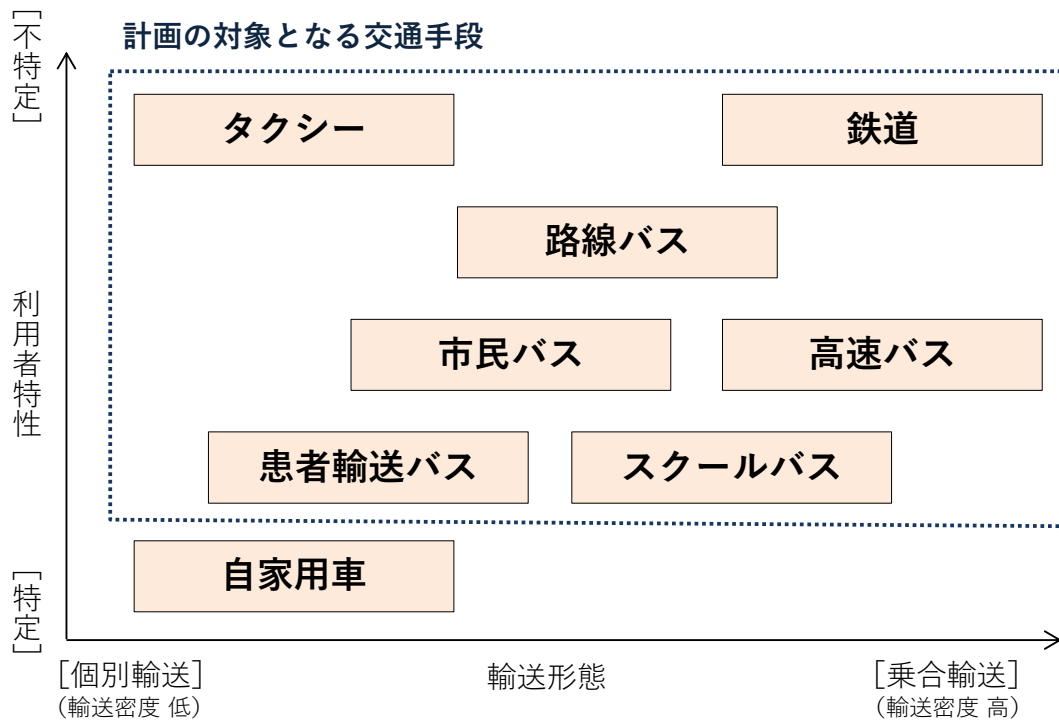 計画の対象となる交通手段
[不特定]
タクシー
鉄道
路線バス
利用者特性
市民バス
高速バス
患者輸送バス
スクールバス
自家用車
[特定]
[個別輸送]
(輸送密度 低)
輸送形態
[乗合輸送]
(輸送密度 高)